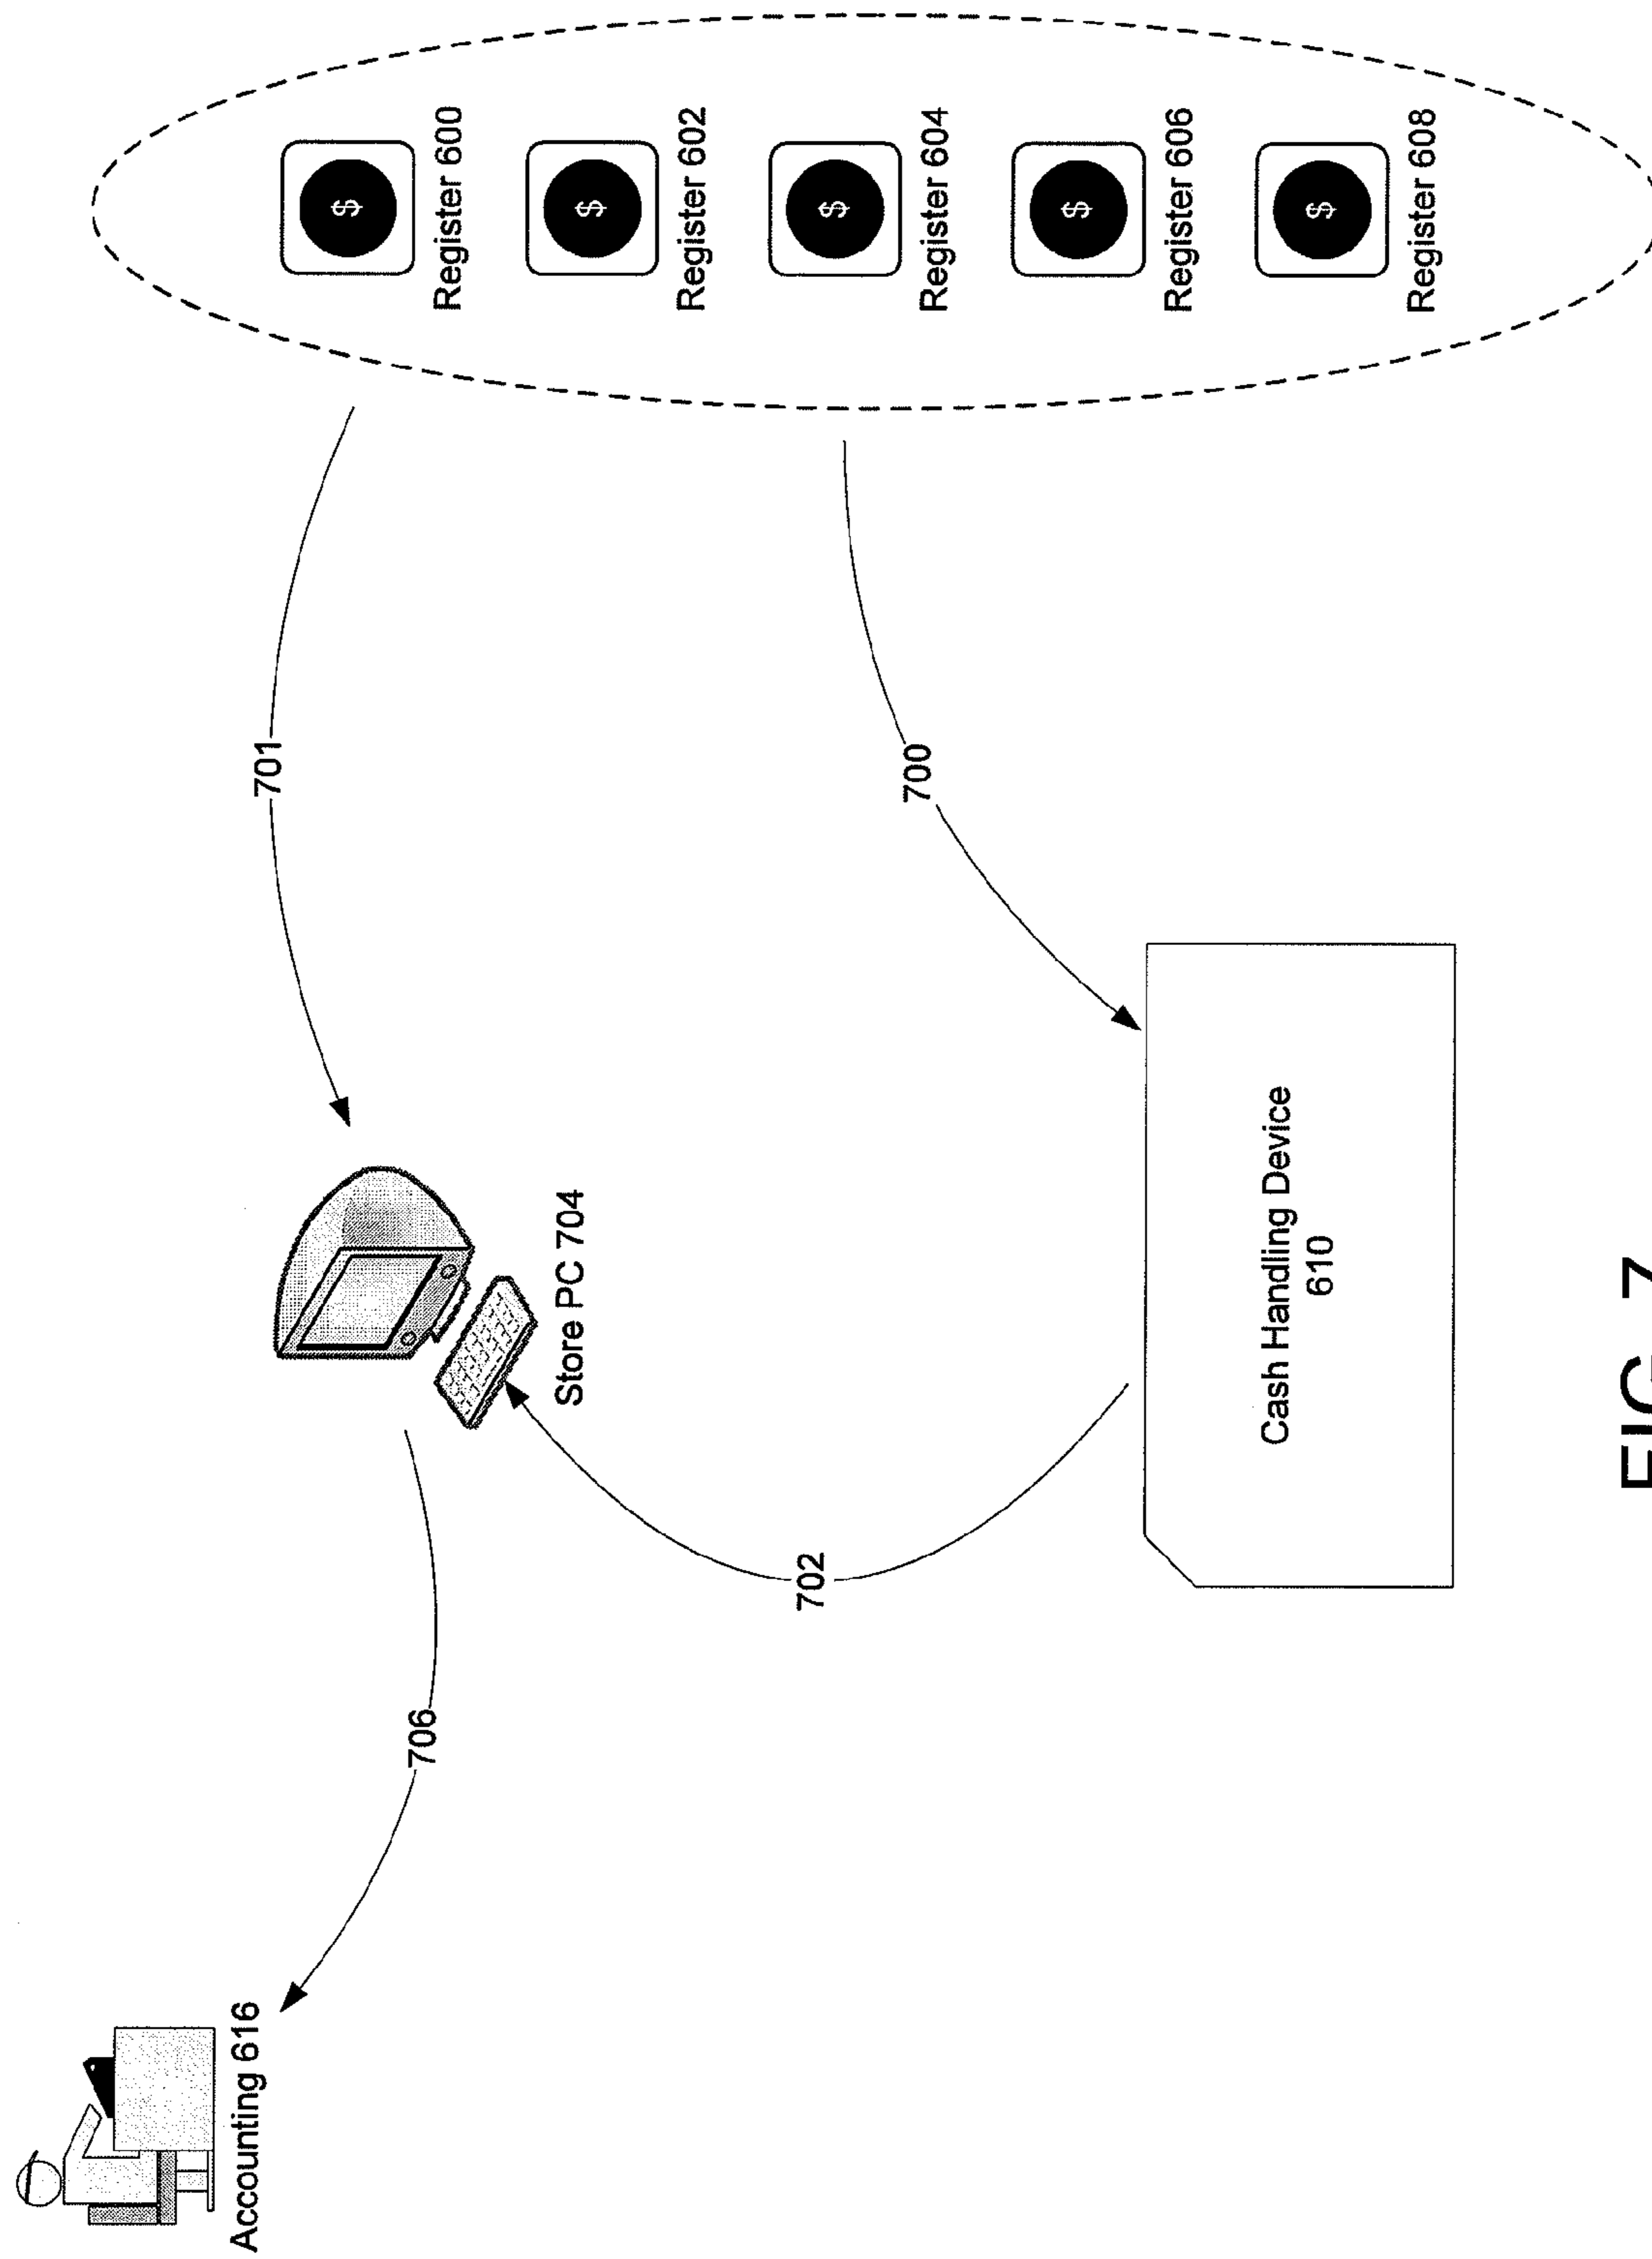 Accounting 616
701
$
706
Register 600
Store PC 704
$
Register 602
702
$
700
Register 604
$
Register 606
Cash Handling Device
610
$
Register 608
FIG. 7